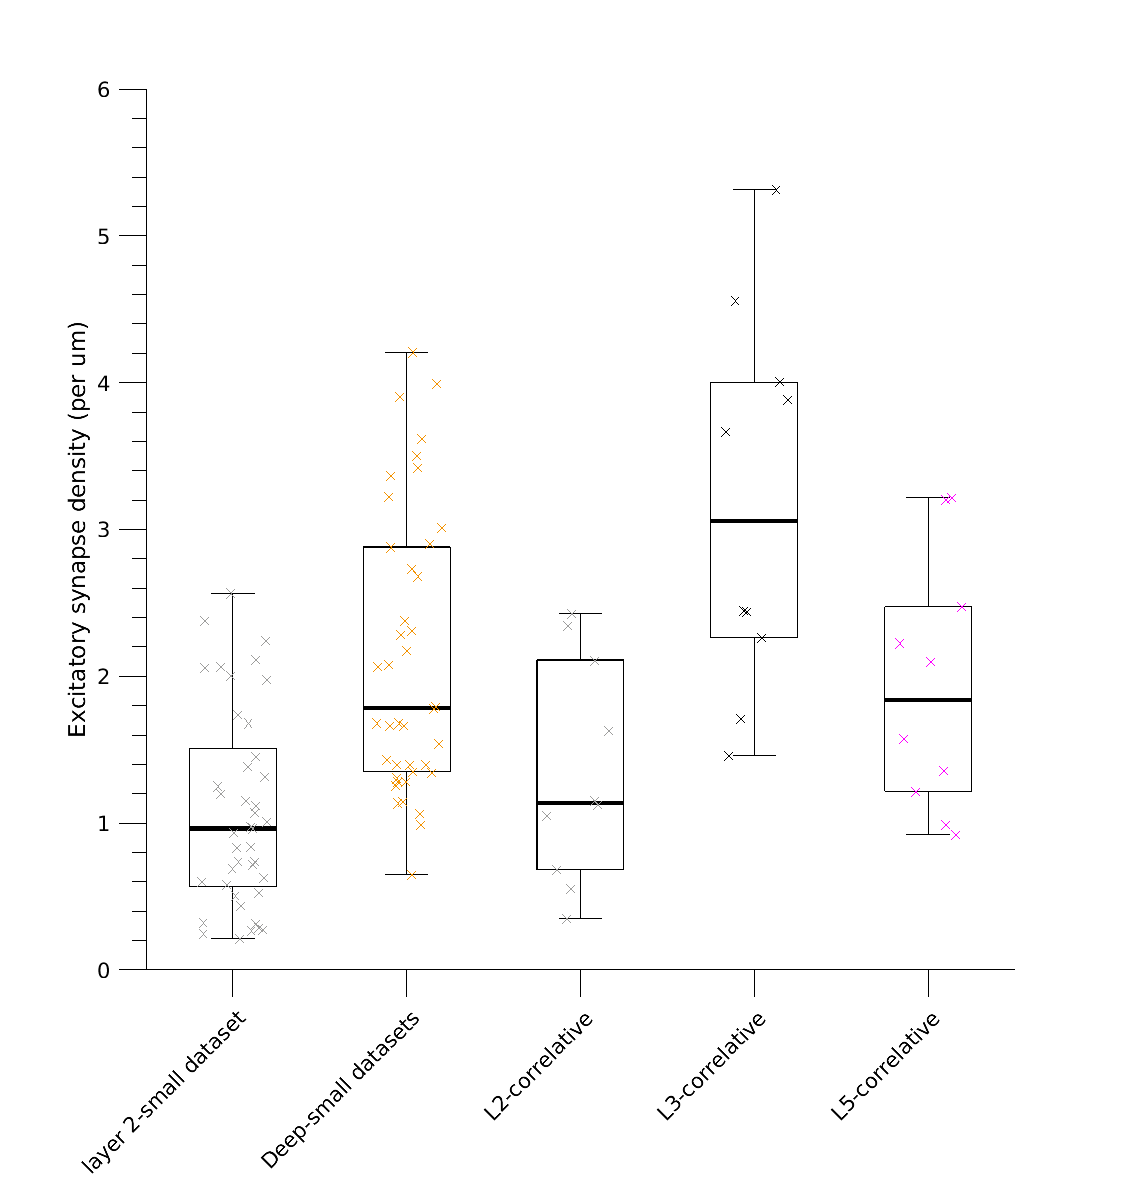 Excitatory synapse density (per um)
6
5
4
3
2
1
0
layer 2-small dataset
Deep-small datasets
L2-correlative
L3-correlative
L5-correlative